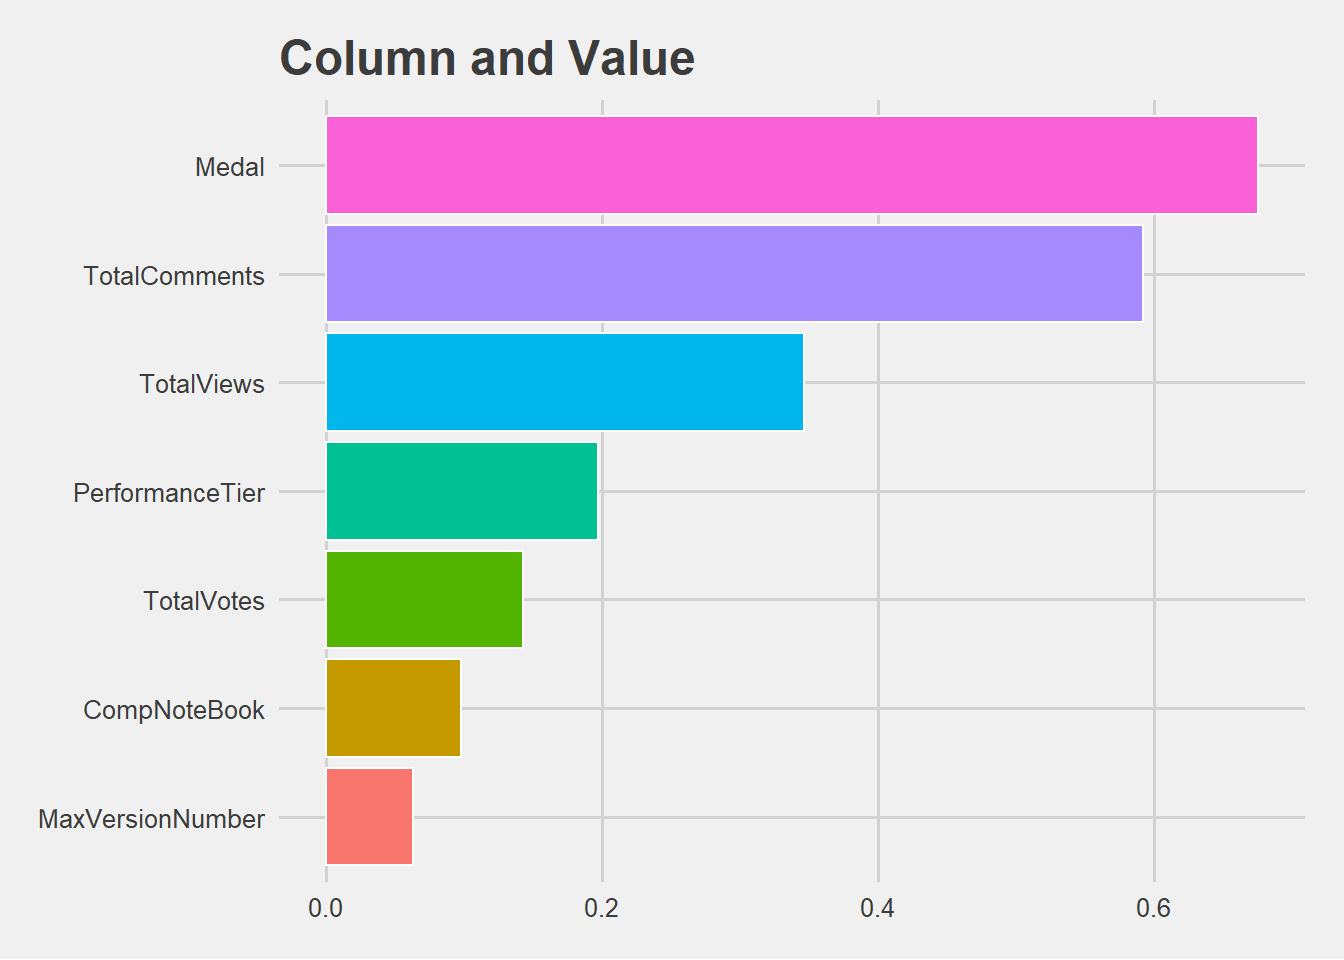 Column and Value
Medal
TotalComments
TotalViews
PerformanceTier
TotalVotes
CompNoteBook
MaxVersionNumber
0.0 0.2 0.4 0.6